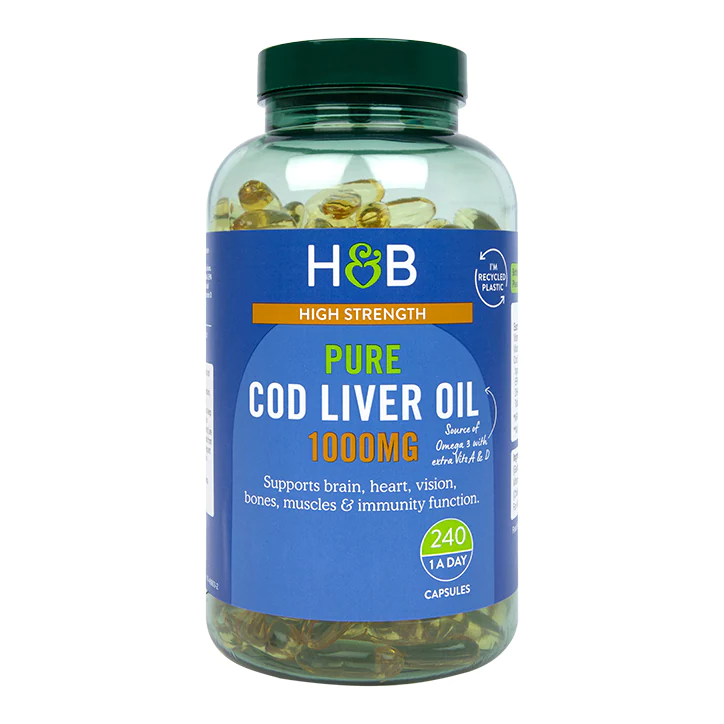 H&B
I'M
RECYCLED
PLASTIC
HIGH STRENGTH
PURE
COD LIVER OIL
1000MG
Source of
Omega 3 with
extra Vits A & D
Supports brain, heart, vision,
bones, muscles & immunity function.
240
1 A DAY
CAPSULES